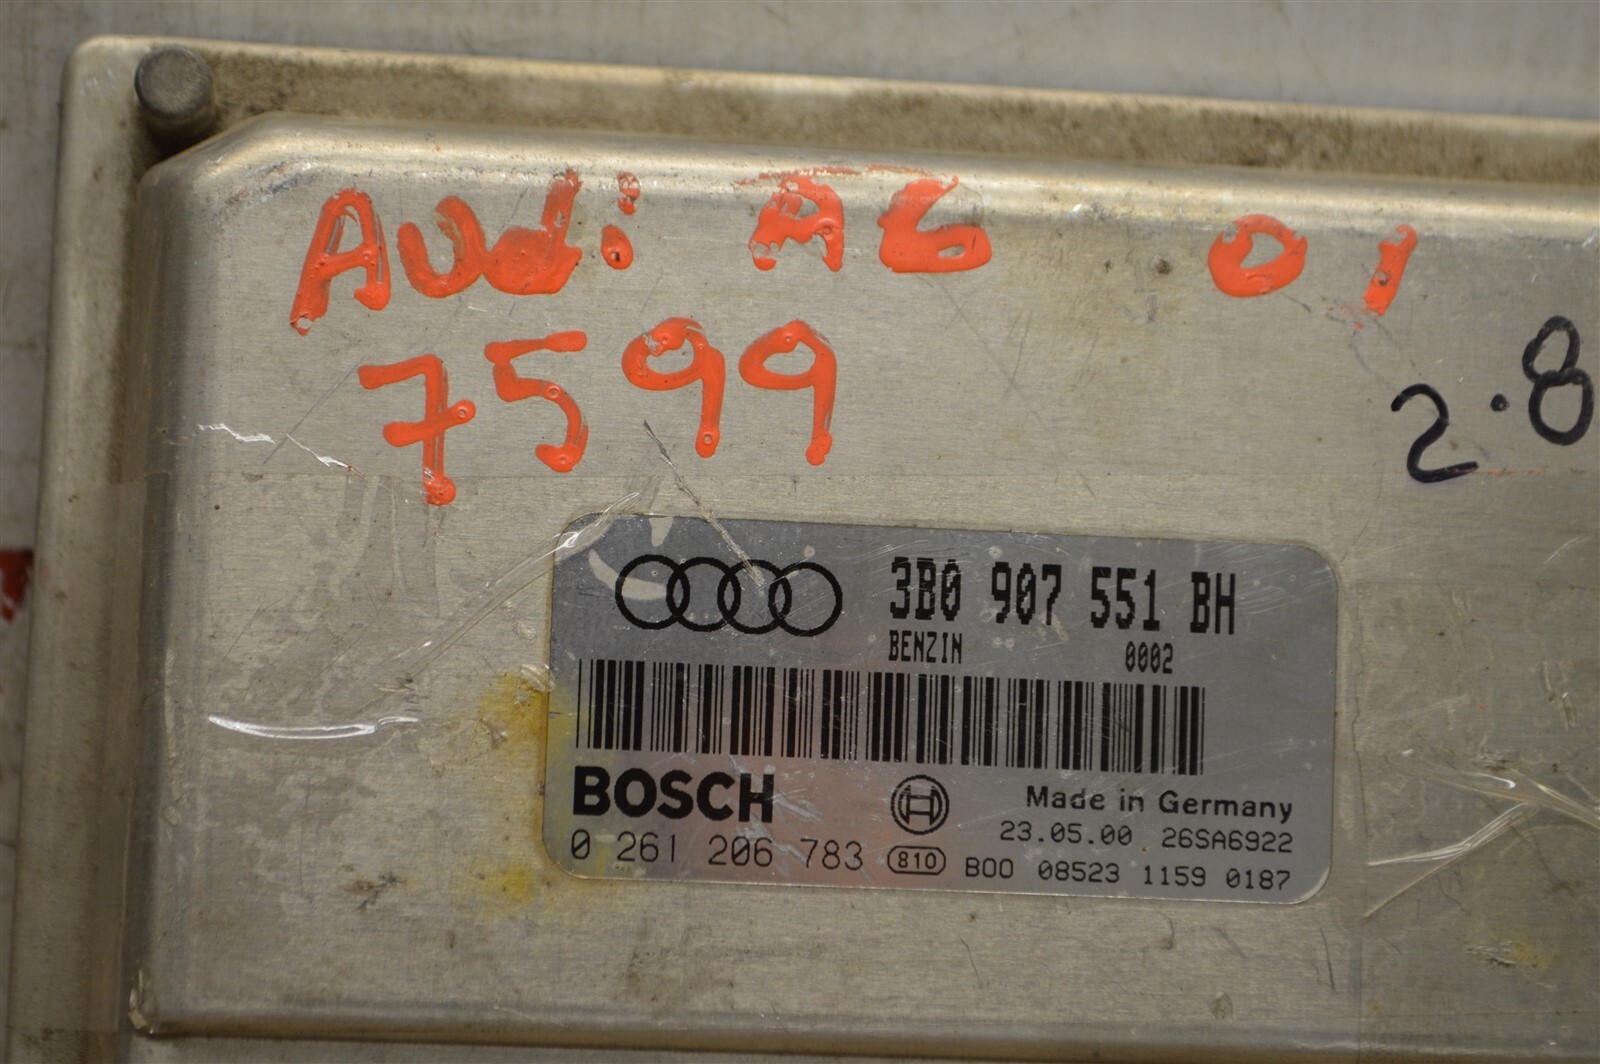 Audi A6 01
7599
2.8
3B0 907 551 BH
BENZIN 0002
BOSCH
Made in Germany
23.05.00 26SA6922
0 261 206 783 810 B00 08523 1159 0187